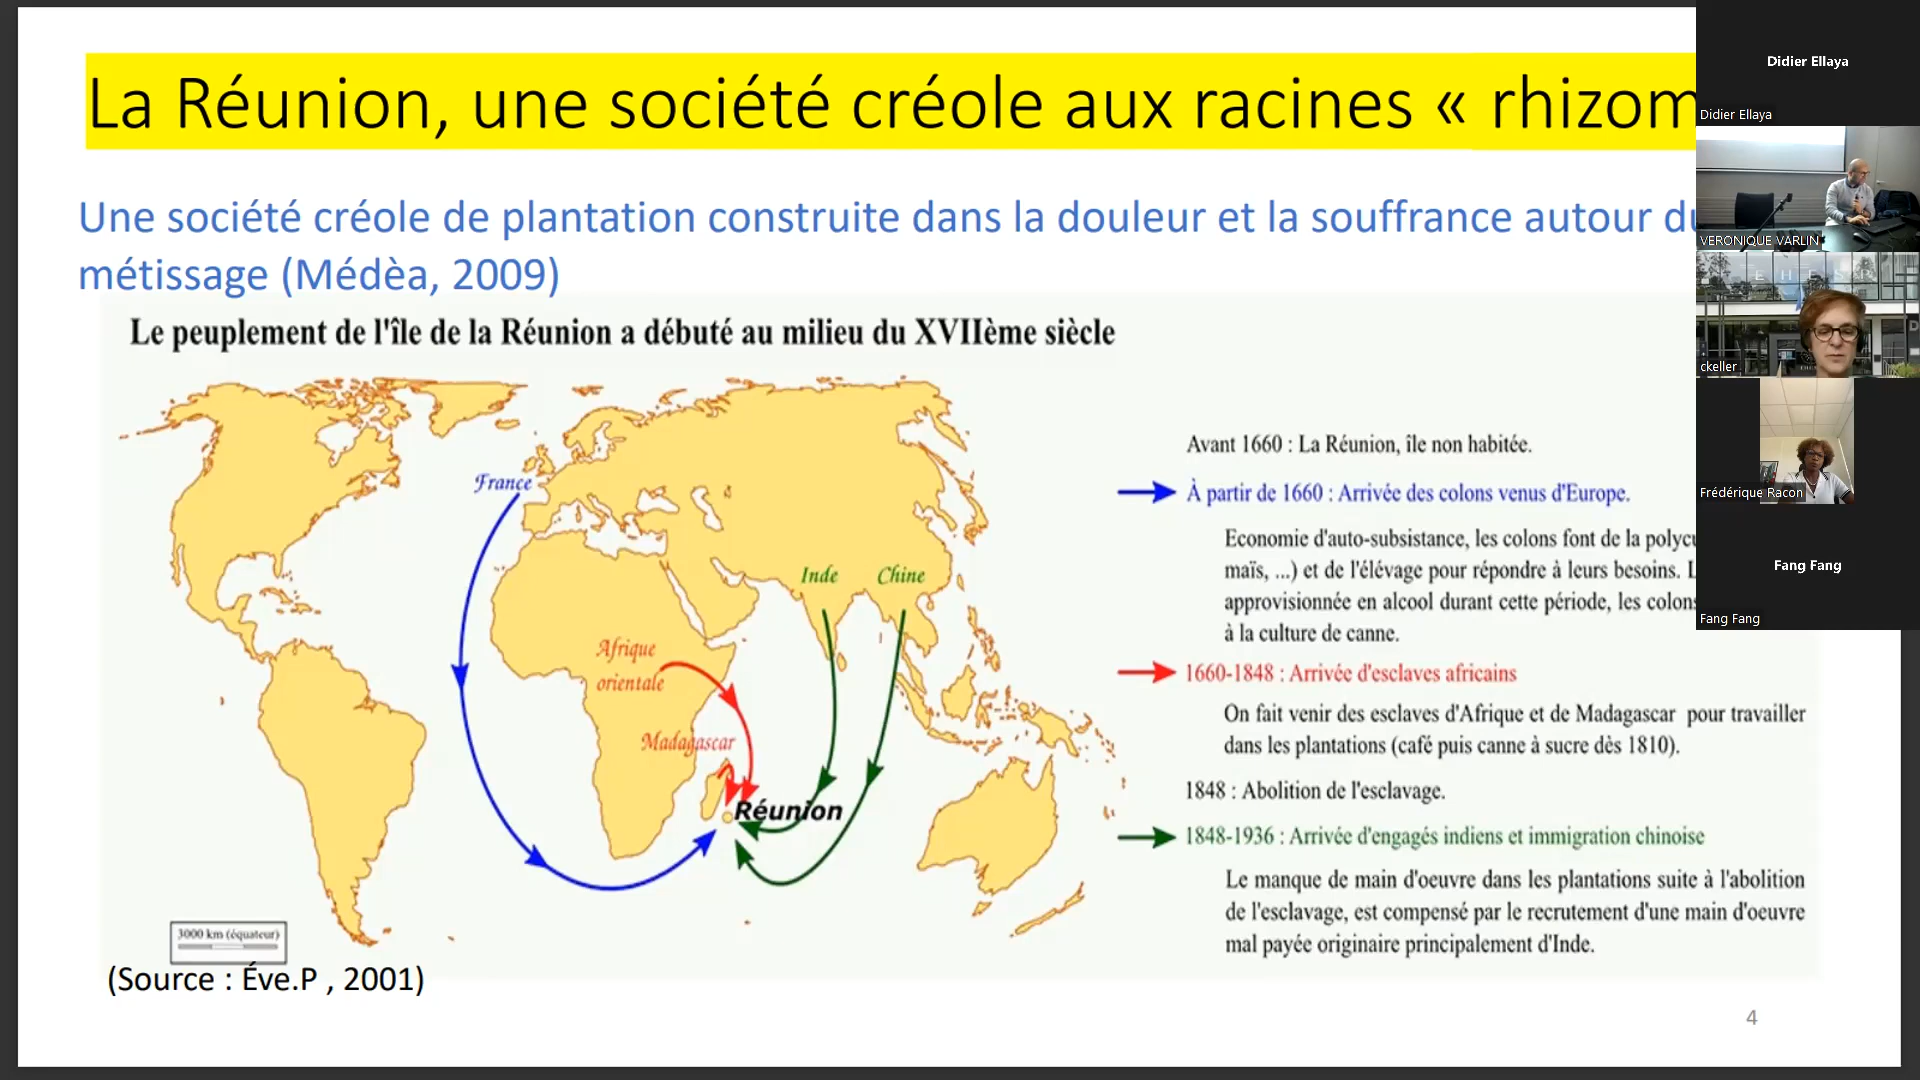 La Réunion, une société créole aux racines « rhizom
Une société créole de plantation construite dans la douleur et la souffrance autour du
métissage (Médèa, 2009)
Le peuplement de l'île de la Réunion a débuté au milieu du XVIIème siècle
France
Inde
Chine
Afrique
orientale
Madagascar
Réunion
3000 km (équateur)
Avant 1660 : La Réunion, île non habitée.
À partir de 1660 : Arrivée des colons venus d'Europe.
Economie d'auto-subsistance, les colons font de la polycu
maïs, ...) et de l'élévage pour répondre à leurs besoins. L
approvisionnée en alcool durant cette période, les colons
à la culture de canne.
1660-1848 : Arrivée d'esclaves africains
On fait venir des esclaves d'Afrique et de Madagascar pour travailler
dans les plantations (café puis canne à sucre dès 1810).
1848 : Abolition de l'esclavage.
1848-1936 : Arrivée d'engagés indiens et immigration chinoise
Le manque de main d'oeuvre dans les plantations suite à l'abolition
de l'esclavage, est compensé par le recrutement d'une main d'oeuvre
mal payée originaire principalement d'Inde.
(Source : Éve.P , 2001)
4
Didier Ellaya
Didier Ellaya
VERONIQUE VARLIN
E H E S P
ckeller
Frédérique Racon
Fang Fang
Fang Fang